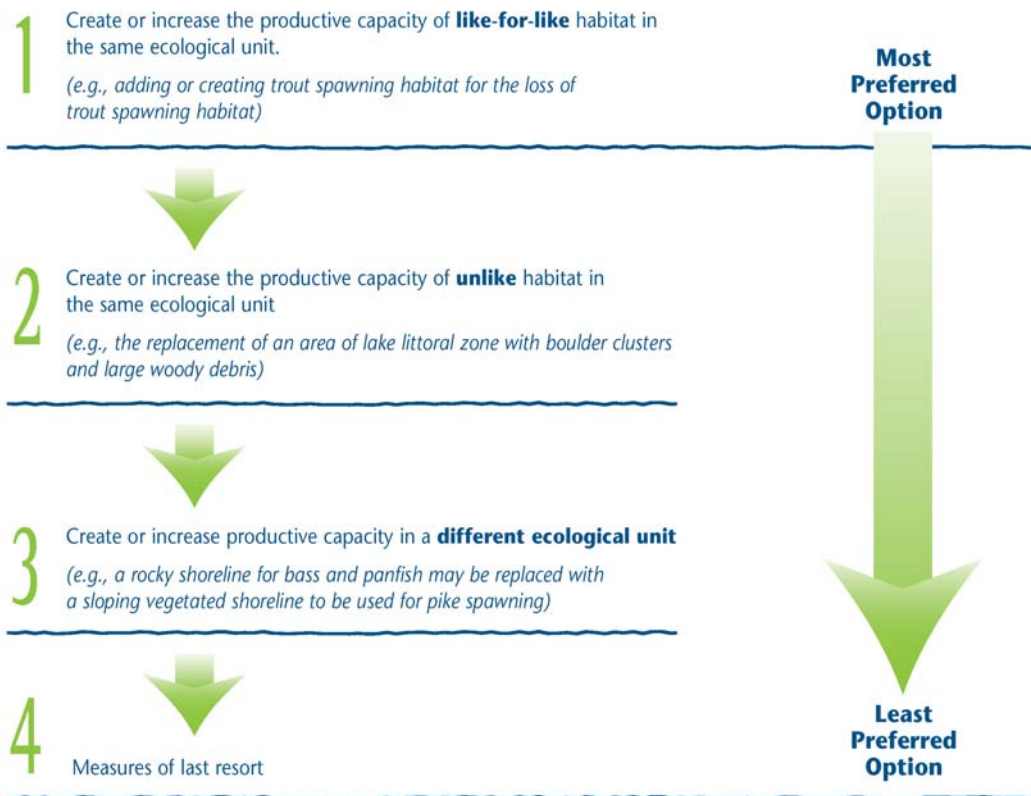 1
Create or increase the productive capacity of like-for-like habitat in
the same ecological unit.
(e.g., adding or creating trout spawning habitat for the loss of
trout spawning habitat)
Most
Preferred
Option
2
Create or increase the productive capacity of unlike habitat in
the same ecological unit
(e.g., the replacement of an area of lake littoral zone with boulder clusters
and large woody debris)
3
Create or increase productive capacity in a different ecological unit
(e.g., a rocky shoreline for bass and panfish may be replaced with
a sloping vegetated shoreline to be used for pike spawning)
4
Measures of last resort
Least
Preferred
Option